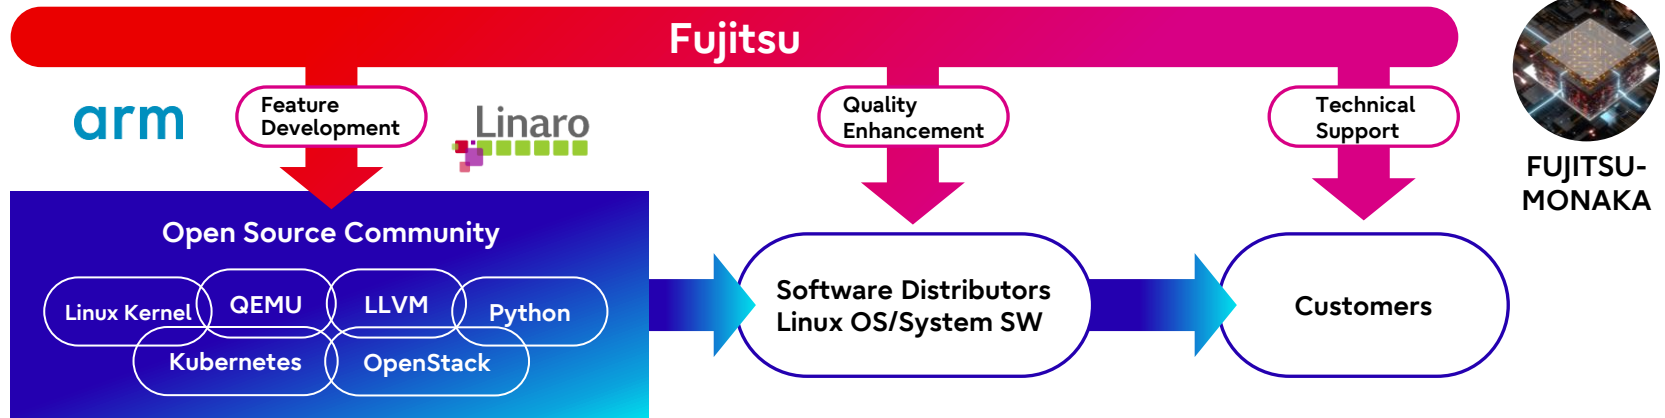 Fujitsu
arm
Feature
Development
Linaro
Quality
Enhancement
Technical
Support
FUJITSU-
MONAKA
Open Source Community
Linux Kernel
QEMU
LLVM
Python
Kubernetes
OpenStack
Software Distributors
Linux OS/System SW
Customers